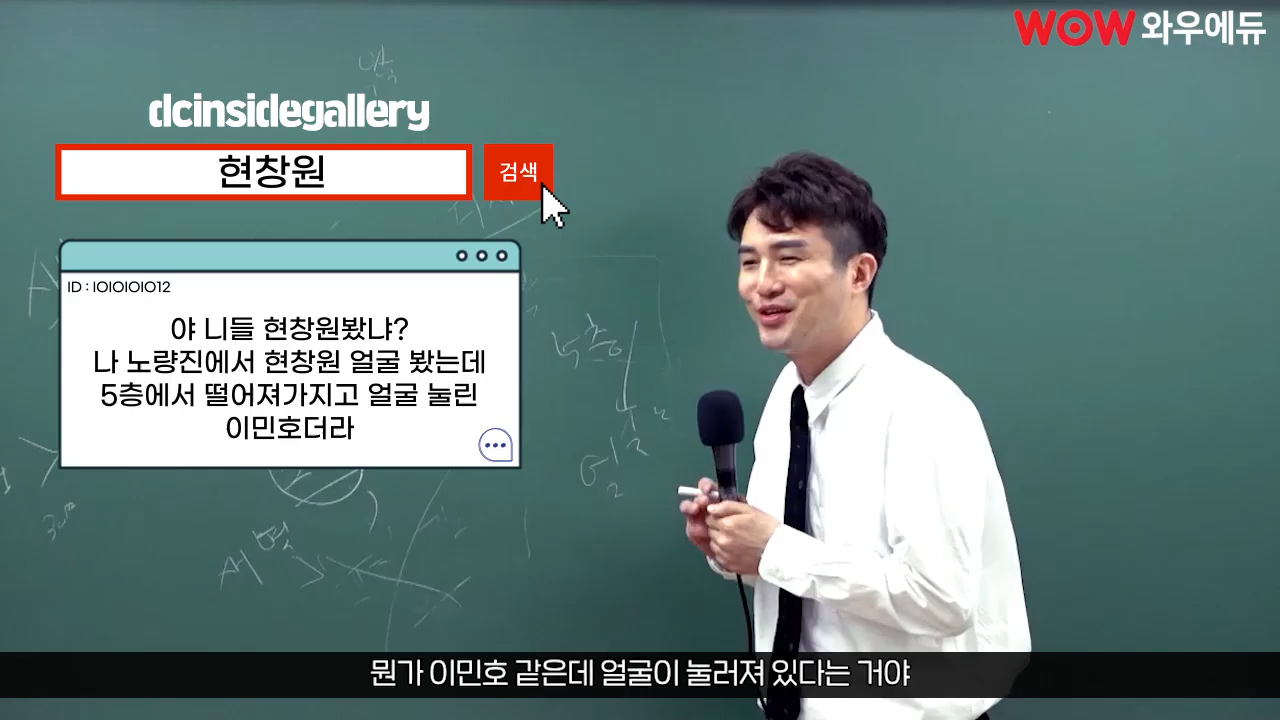 WOW 와우에듀
dcinsidegallery
현창원
검색
ID : IOIOIOIO12
야 니들 현창원봤냐?
나 노량진에서 현창원 얼굴 봤는데
5층에서 떨어져가지고 얼굴 눌린
이민호더라
뭔가 이민호 같은데 얼굴이 눌러져 있다는 거야